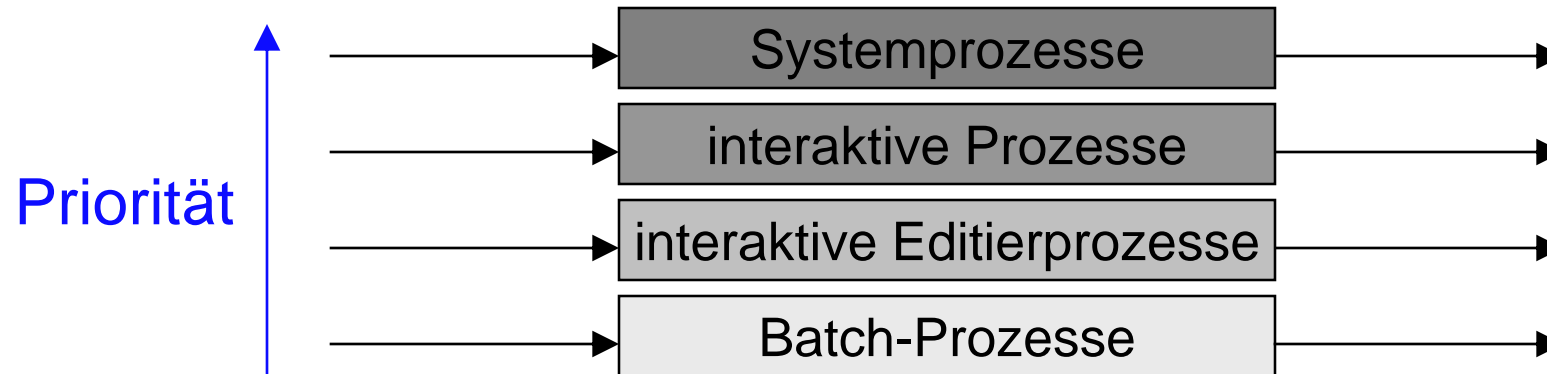 Systemprozesse
interaktive Prozesse
Priorität
interaktive Editierprozesse
Batch-Prozesse